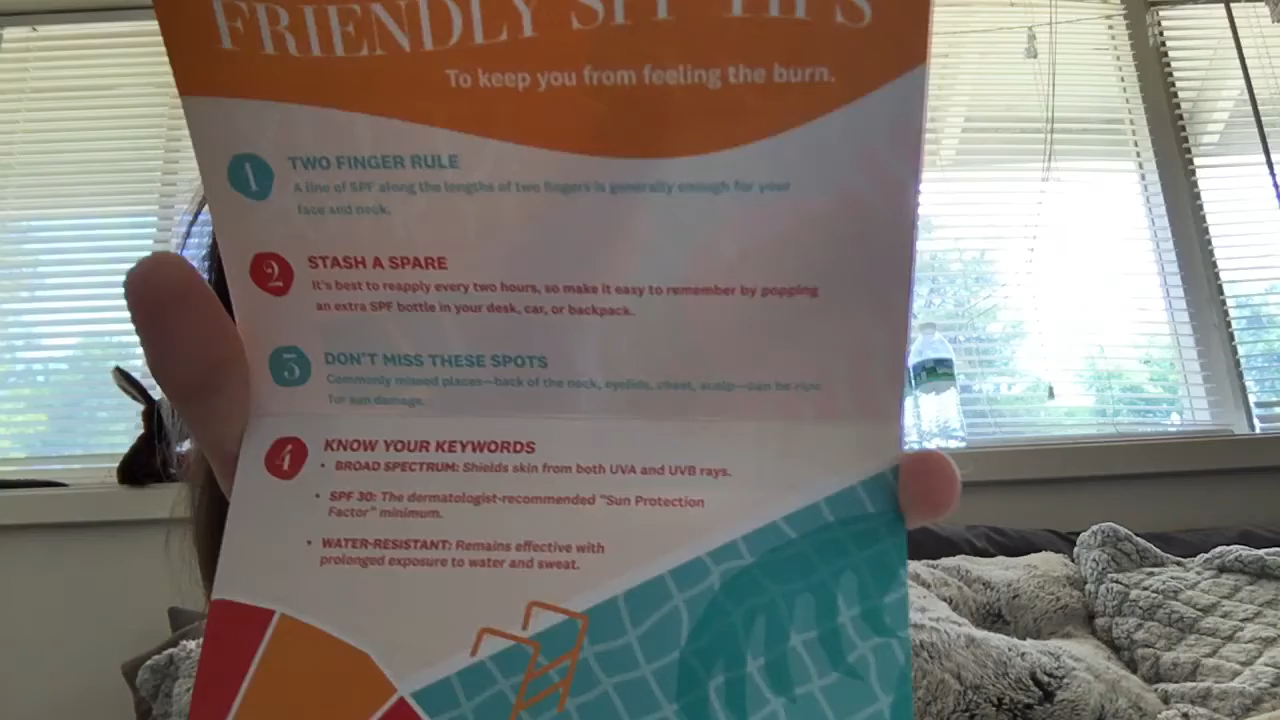 FRIENDLY SPF TIPS
To keep you from feeling the burn.
1 TWO FINGER RULE
A line of SPF along the lengths of two fingers is generally enough for your
face and neck.
2 STASH A SPARE
It's best to reapply every two hours, so make it easy to remember by popping
an extra SPF bottle in your desk, car, or backpack.
3 DON'T MISS THESE SPOTS
Commonly missed places—back of the neck, eyelids, chest, scalp—can be ripe
for sun damage.
4 KNOW YOUR KEYWORDS
• BROAD SPECTRUM: Shields skin from both UVA and UVB rays.
• SPF 30: The dermatologist-recommended "Sun Protection
Factor" minimum.
• WATER-RESISTANT: Remains effective with
prolonged exposure to water and sweat.